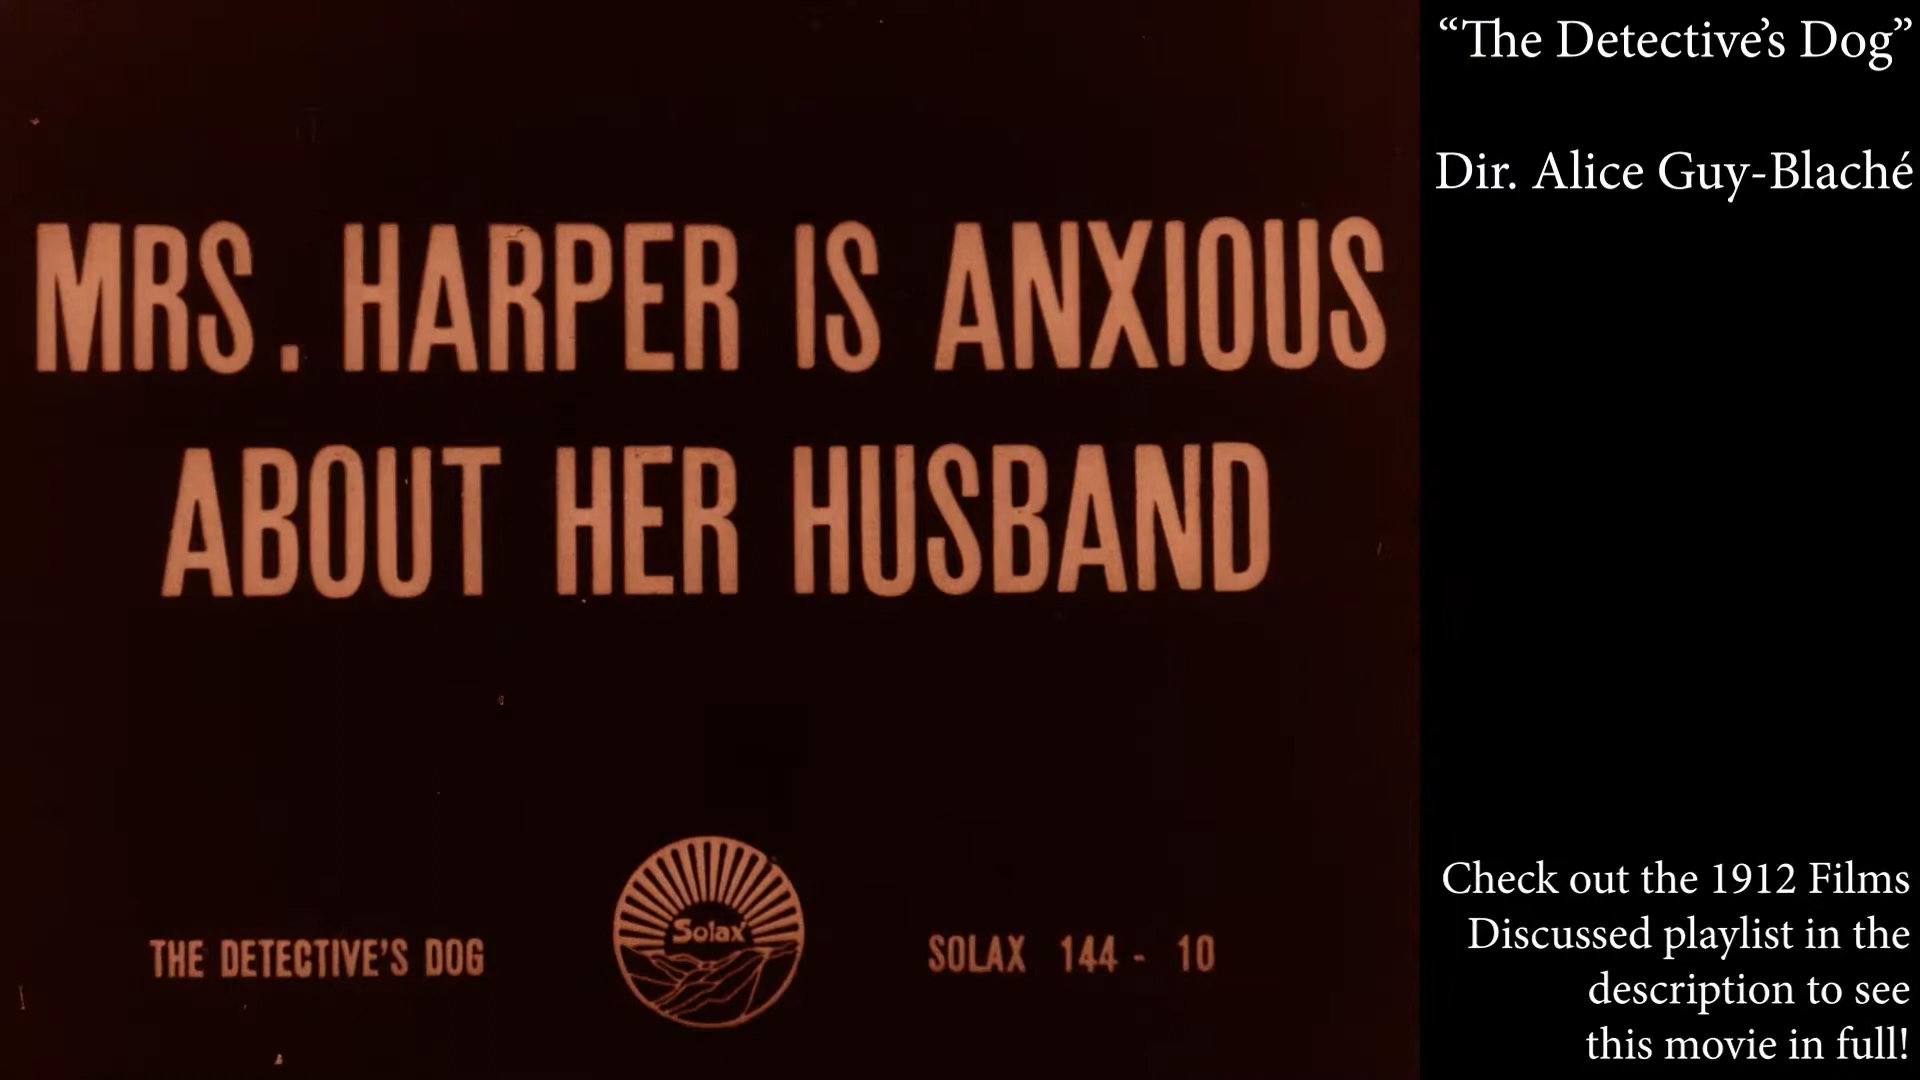 MRS. HARPER IS ANXIOUS
ABOUT HER HUSBAND
THE DETECTIVE'S DOG
Solax
SOLAX 144 - 10
“The Detective’s Dog”
Dir. Alice Guy-Blaché
Check out the 1912 Films
Discussed playlist in the
description to see
this movie in full!